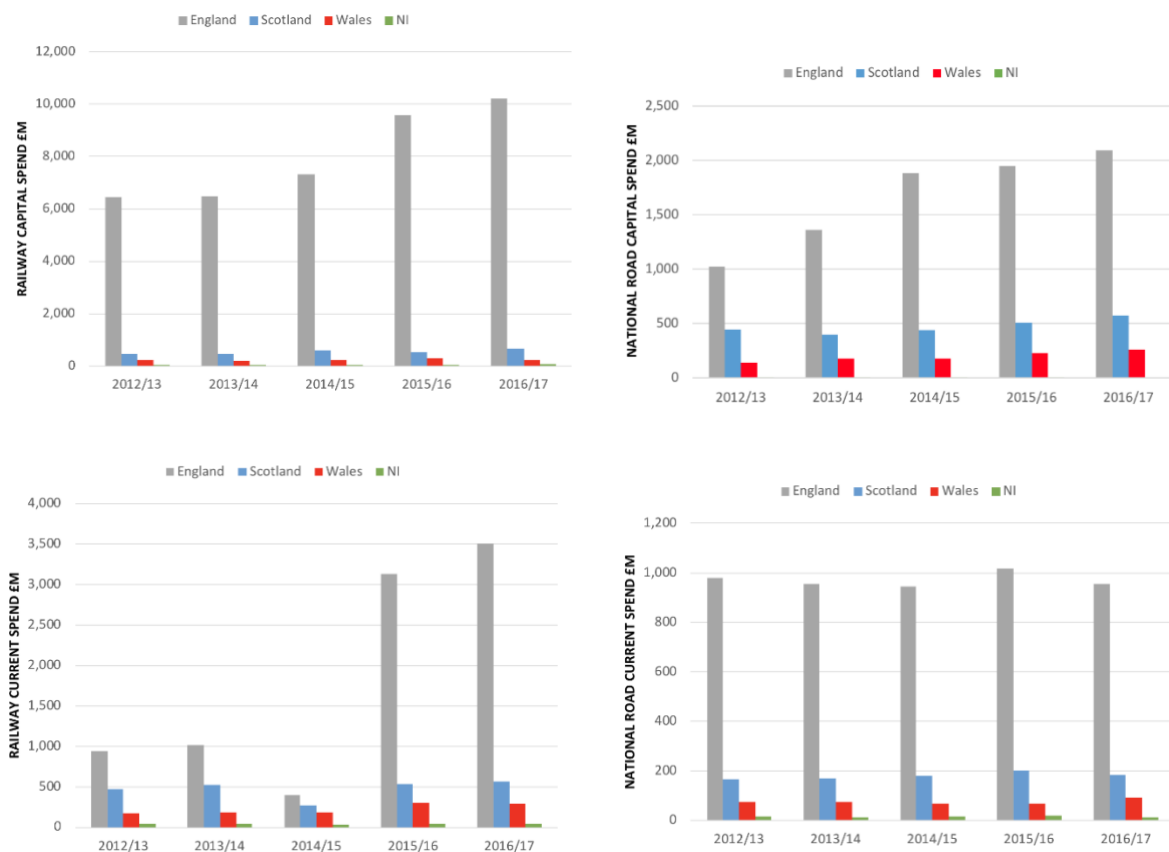 England Scotland Wales NI
RAILWAY CAPITAL SPEND £M
12,000
10,000
8,000
6,000
4,000
2,000
0
2012/13 2013/14 2014/15 2015/16 2016/17
England Scotland Wales NI
NATIONAL ROAD CAPITAL SPEND £M
2,500
2,000
1,500
1,000
500
0
2012/13 2013/14 2014/15 2015/16 2016/17
England Scotland Wales NI
RAILWAY CURRENT SPEND £M
4,000
3,500
3,000
2,500
2,000
1,500
1,000
500
0
2012/13 2013/14 2014/15 2015/16 2016/17
England Scotland Wales NI
NATIONAL ROAD CURRENT SPEND £M
1,200
1,000
800
600
400
200
0
2012/13 2013/14 2014/15 2015/16 2016/17